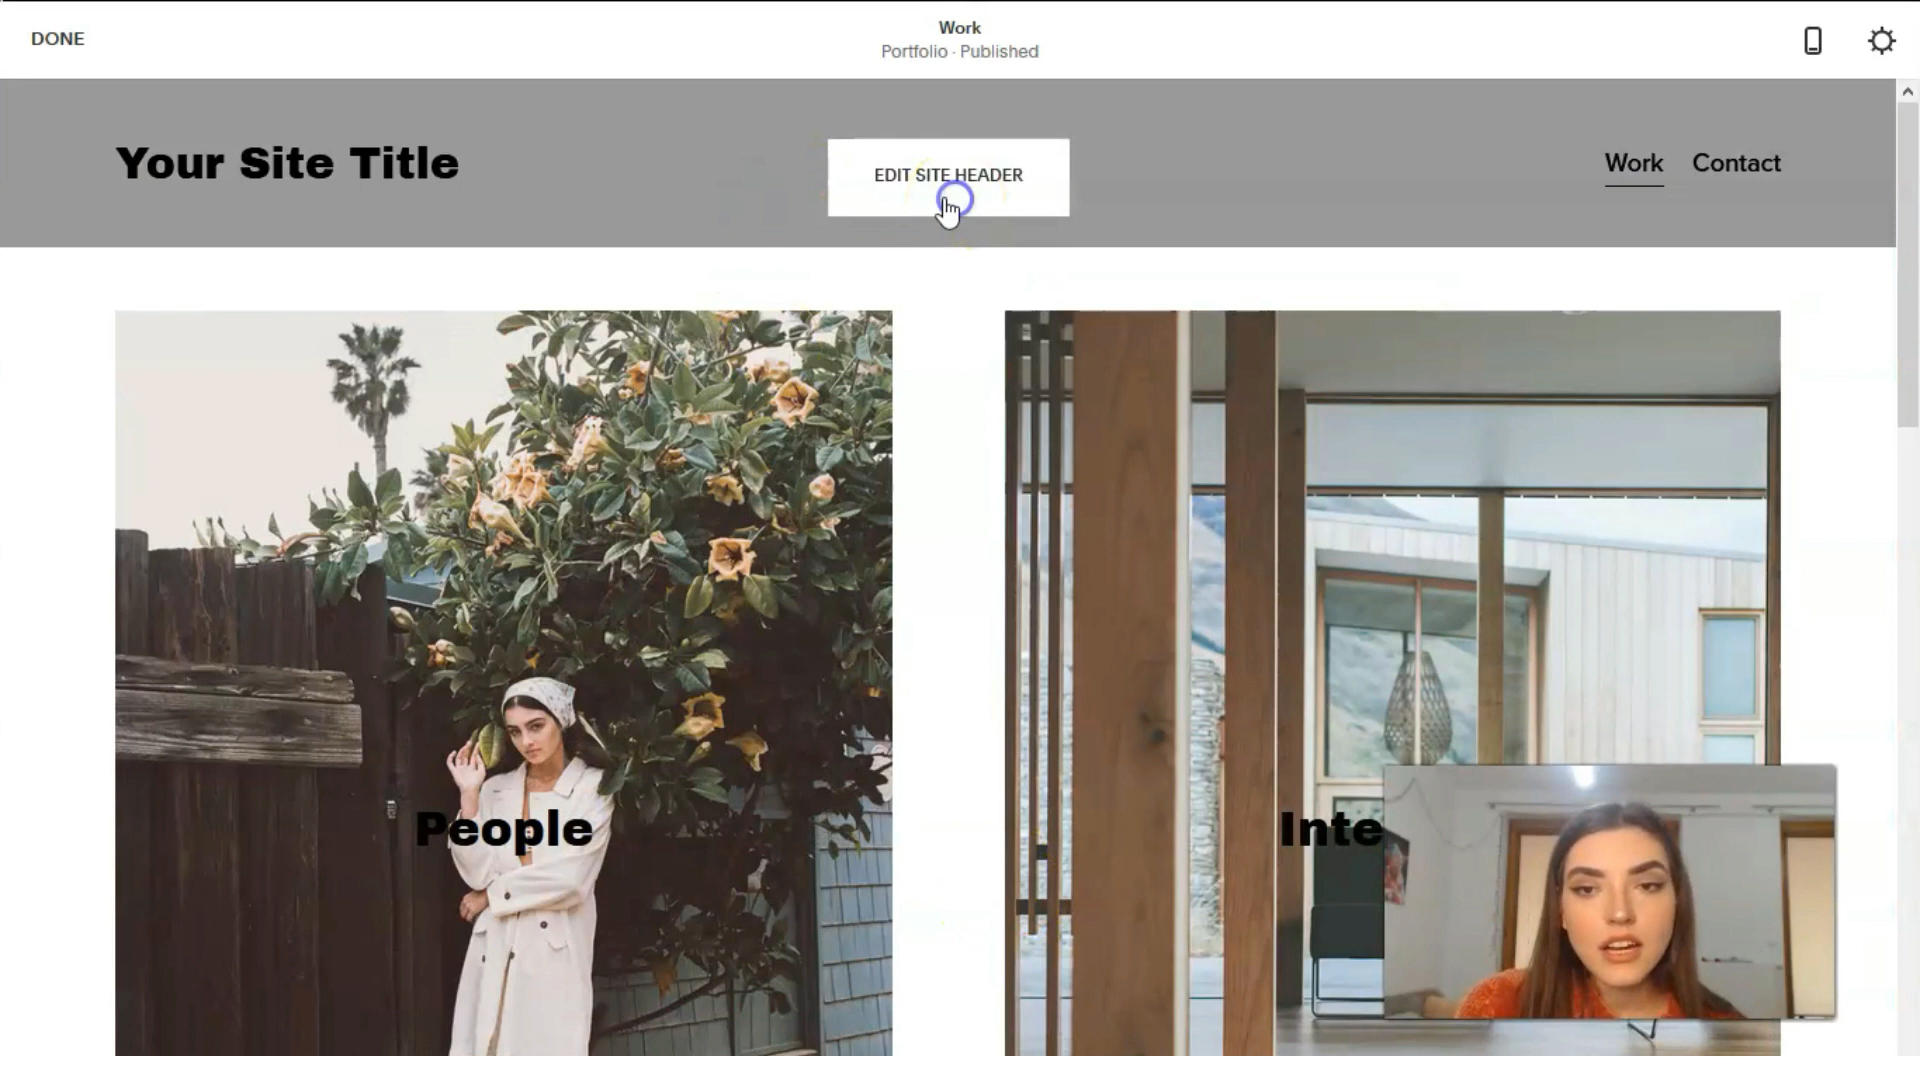 DONE
Work
Portfolio · Published
Your Site Title
EDIT SITE HEADER
Work
Contact
People
Inte